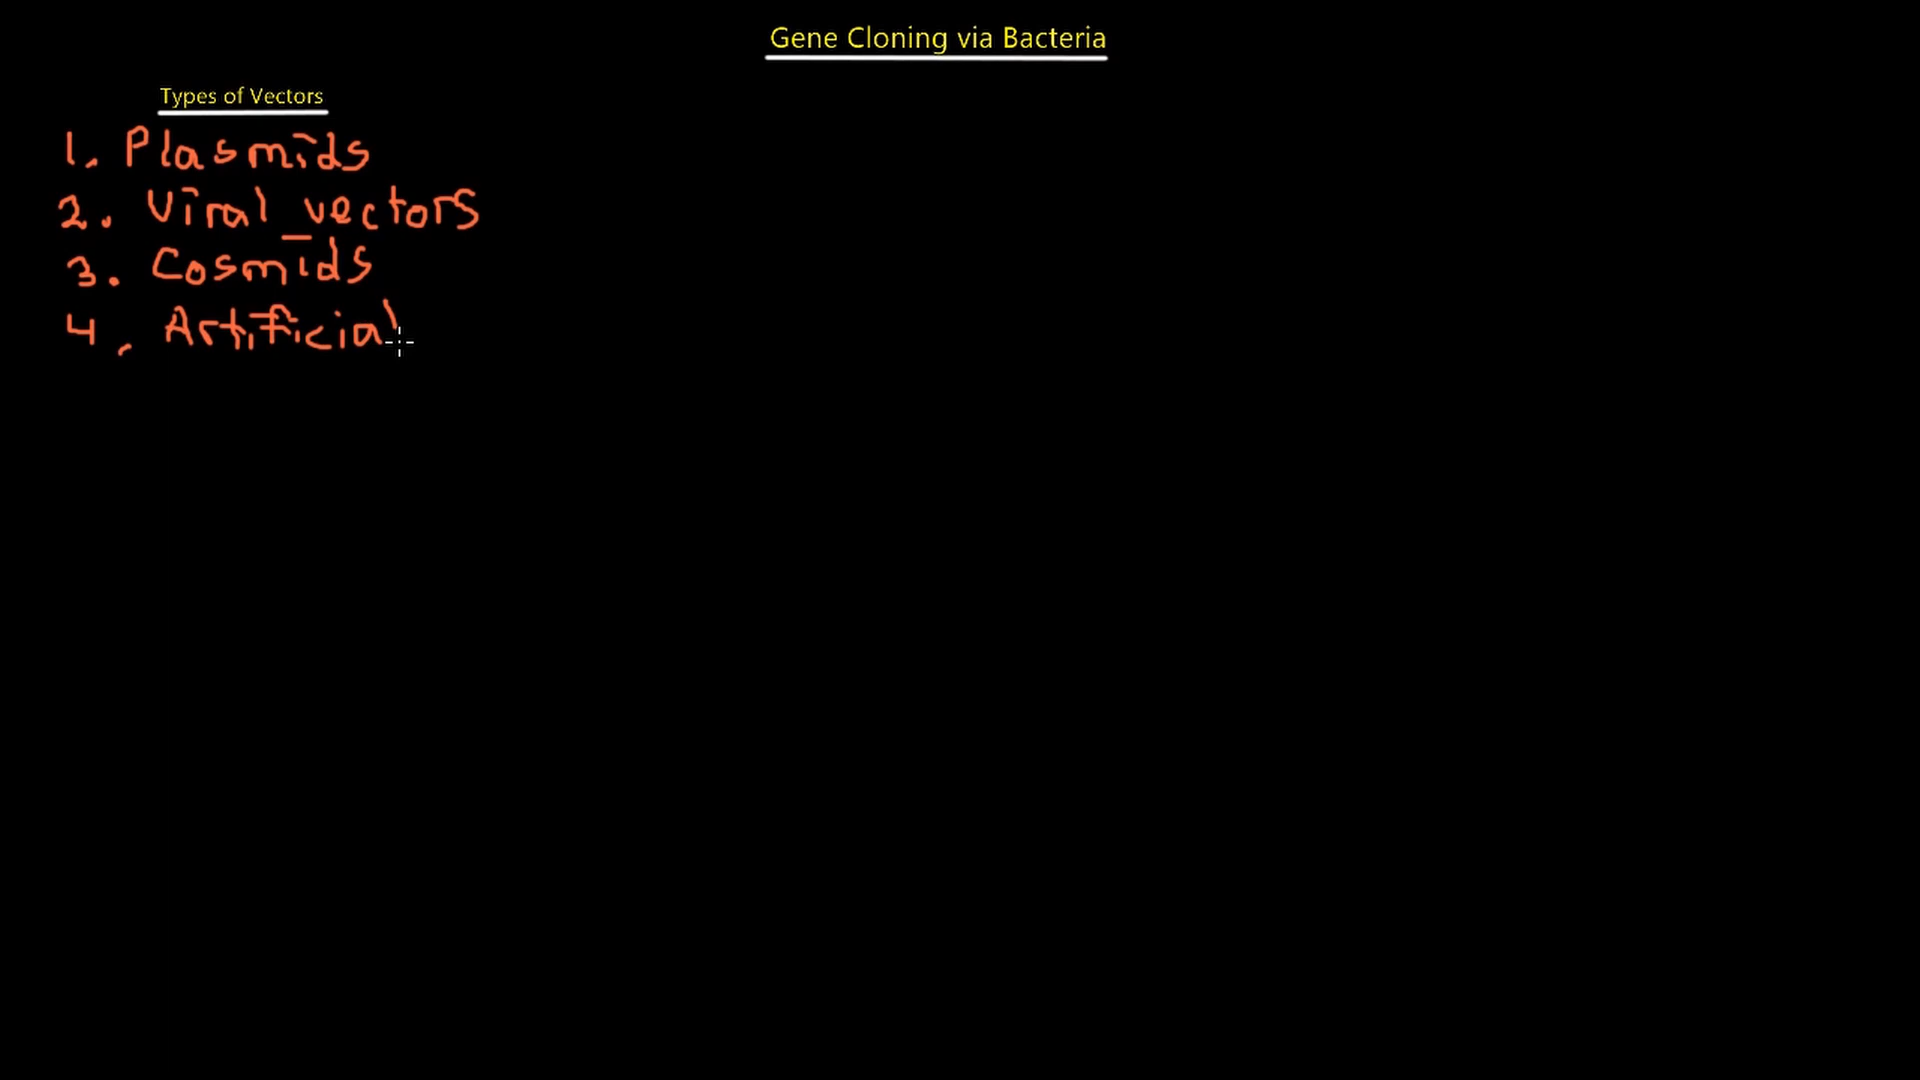 Gene Cloning via Bacteria
Types of Vectors
1. Plasmids
2. Viral vectors
3. Cosmids
4. Artificial